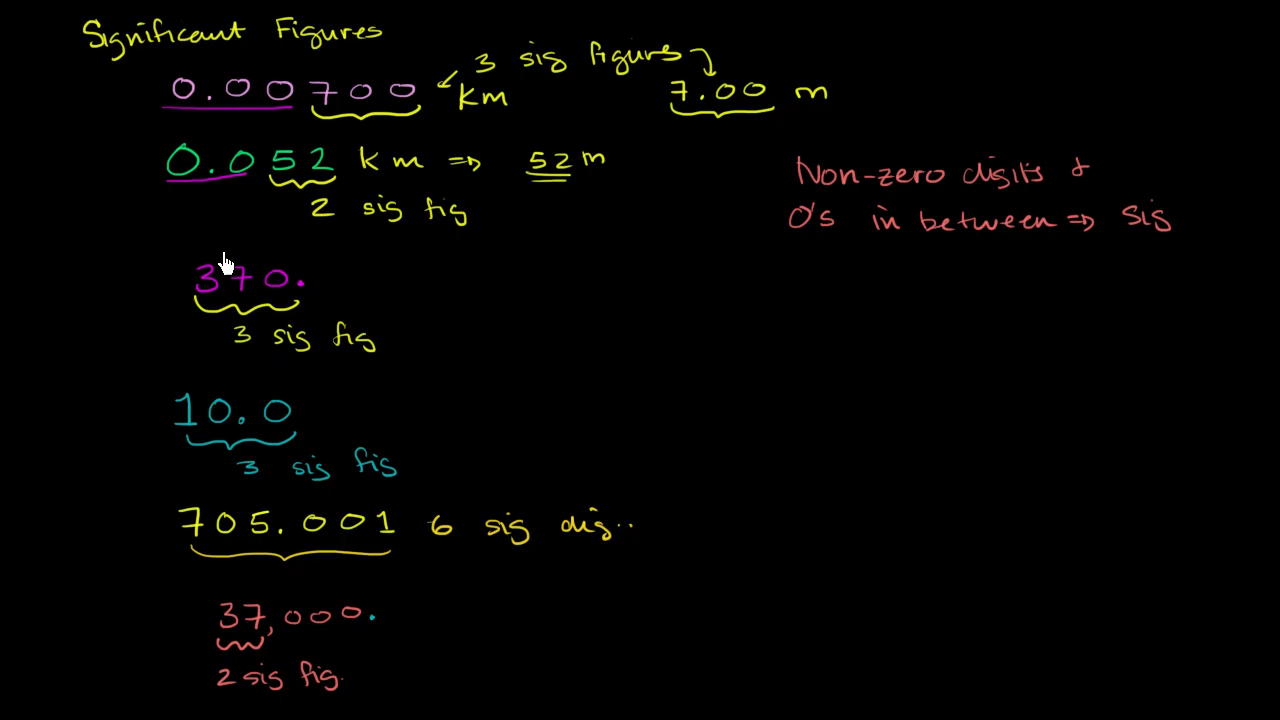 Significant Figures
3 sig figures
0.00700 km 7.00 m
0.052 km => 52 m
2 sig fig
Non-zero digits &
0's in between => sig
370.
3 sig fig
10.0
3 sig fig
705.001 6 sig dig..
37,000.
2 sig fig.